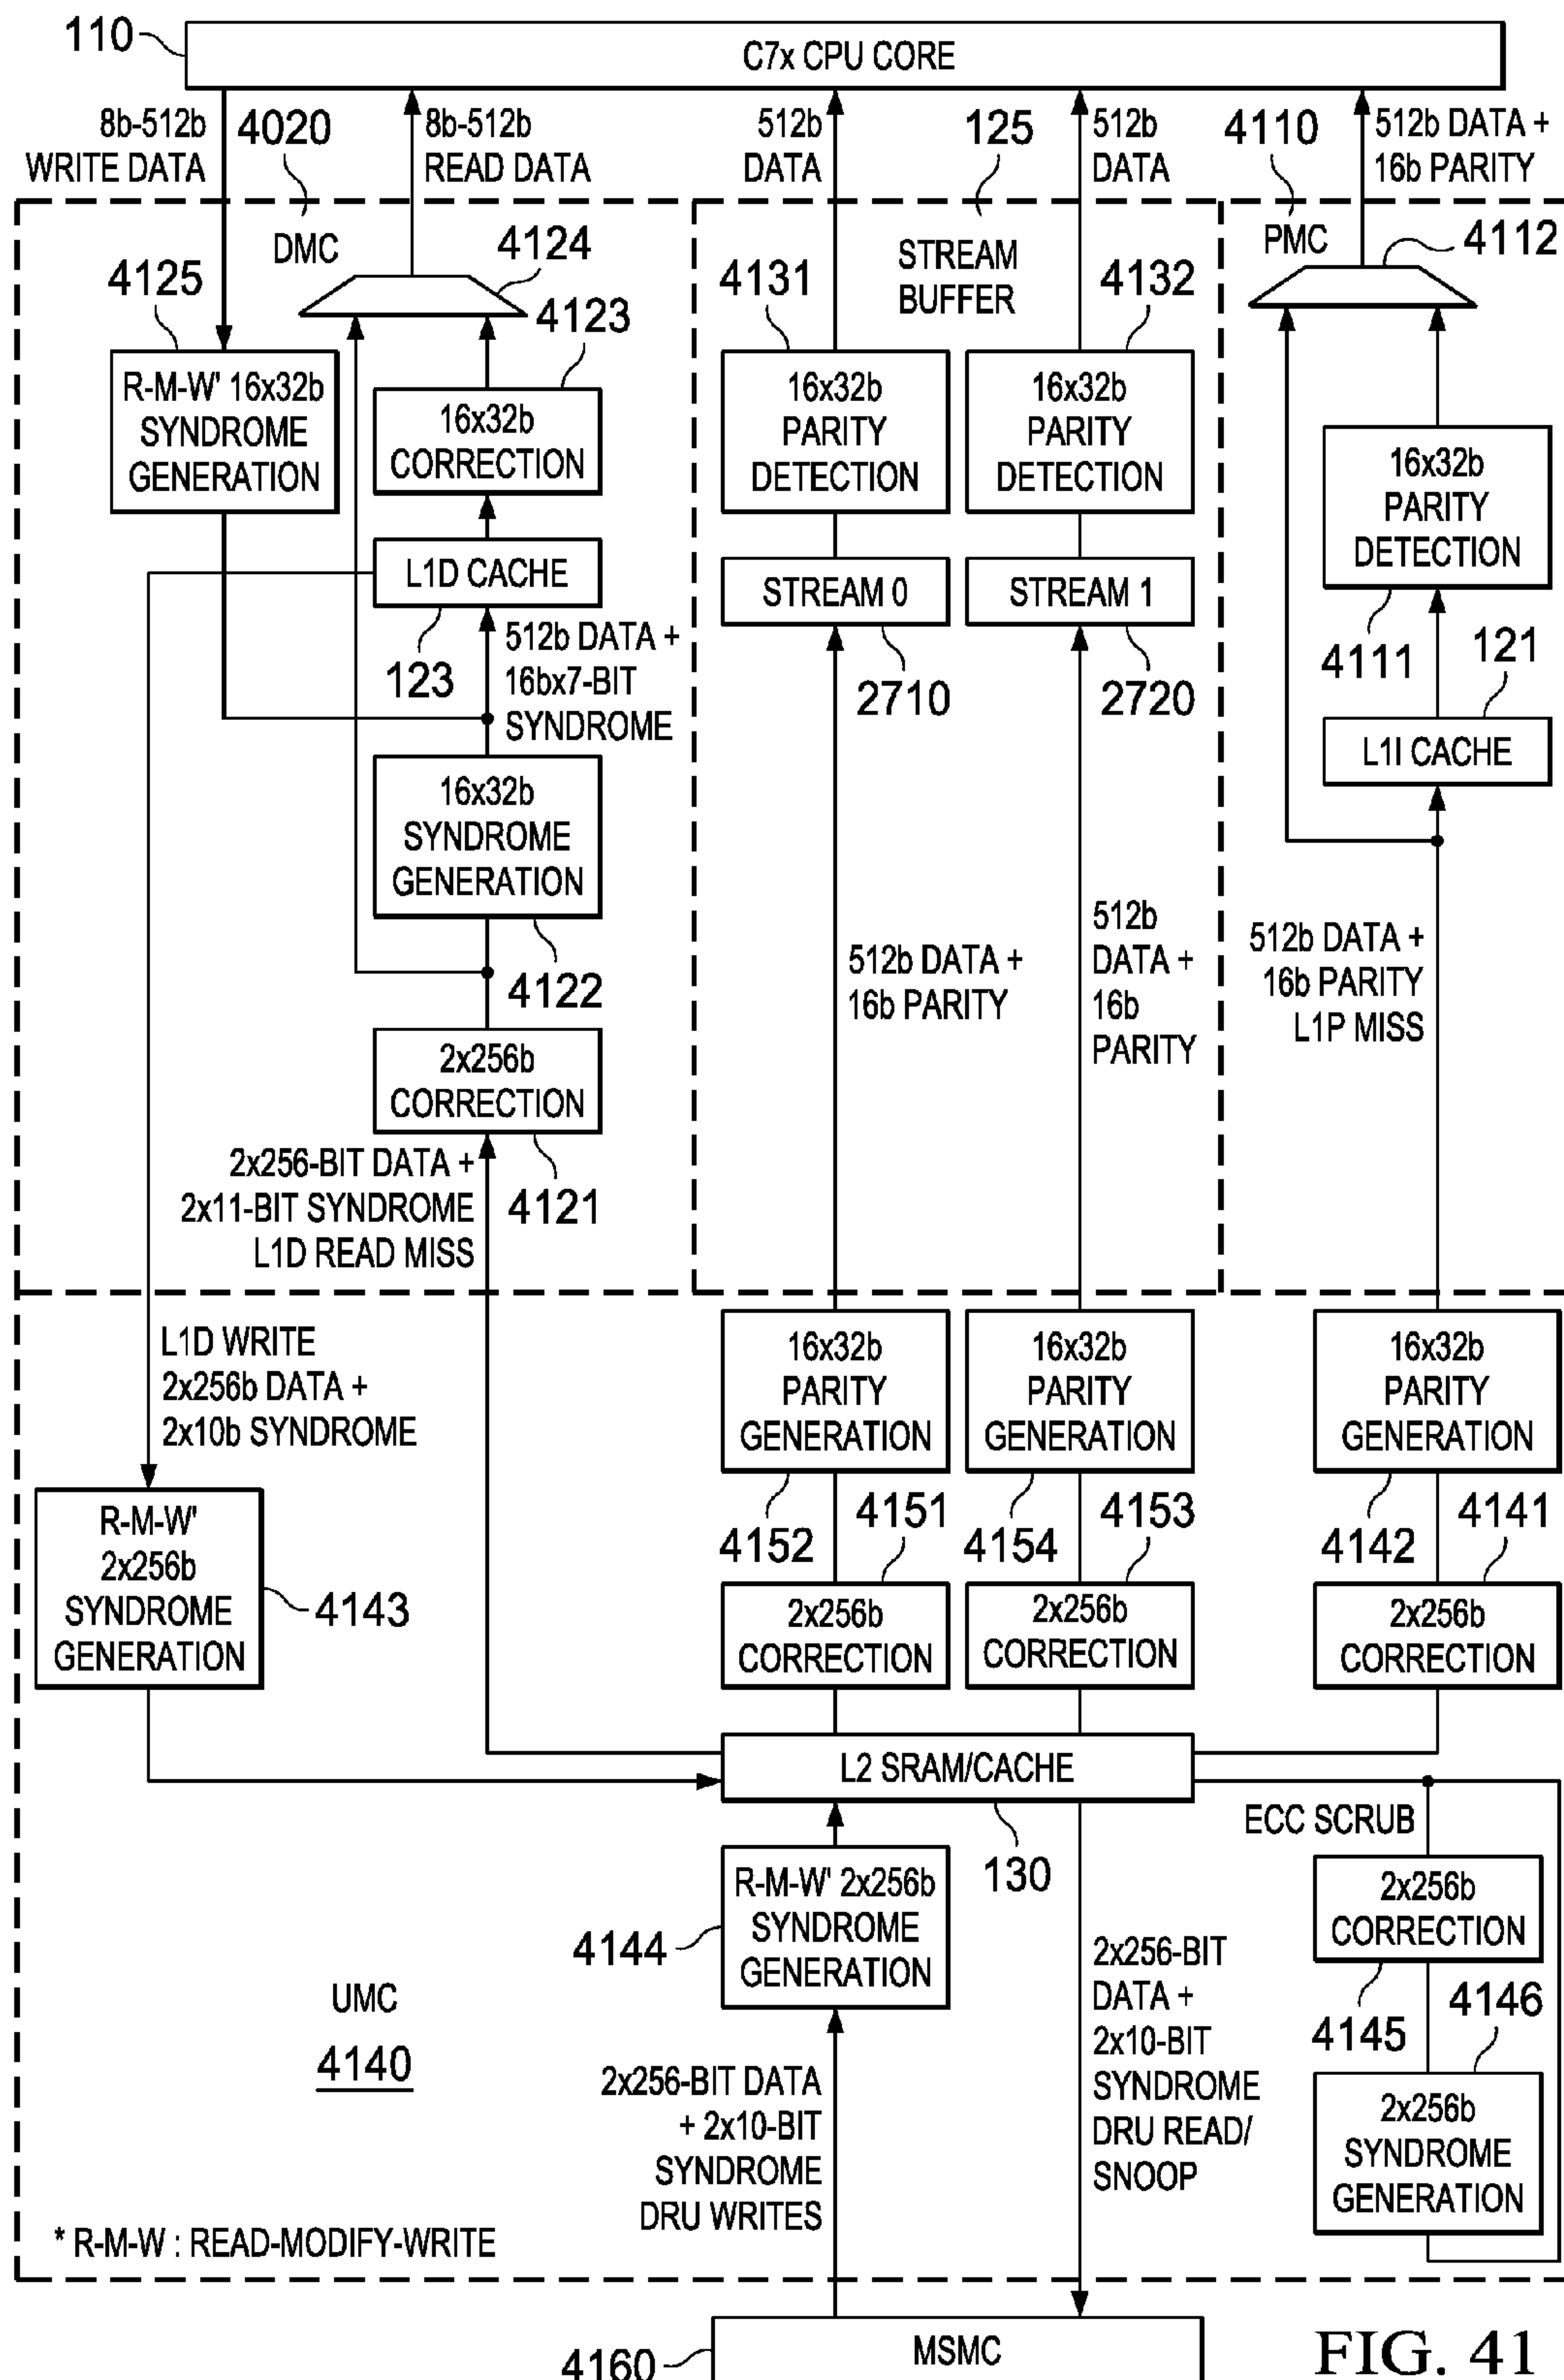 110
C7x CPU CORE
8b-512b
WRITE DATA
4020
8b-512b
READ DATA
512b
DATA
125
512b
DATA
4110
512b DATA +
16b PARITY
DMC
4124
STREAM
BUFFER
PMC
4112
4125
4123
4131
4132
R-M-W' 16x32b
SYNDROME
GENERATION
16x32b
CORRECTION
16x32b
PARITY
DETECTION
16x32b
PARITY
DETECTION
16x32b
PARITY
DETECTION
L1D CACHE
STREAM 0
STREAM 1
123
512b DATA +
16bx7-BIT
SYNDROME
2710
2720
4111
121
L1I CACHE
16x32b
SYNDROME
GENERATION
4122
512b DATA +
16b PARITY
512b
DATA +
16b
PARITY
512b DATA +
16b PARITY
L1P MISS
2x256b
CORRECTION
2x256-BIT DATA +
2x11-BIT SYNDROME
L1D READ MISS
4121
L1D WRITE
2x256b DATA +
2x10b SYNDROME
16x32b
PARITY
GENERATION
16x32b
PARITY
GENERATION
16x32b
PARITY
GENERATION
4152
4151
4154
4153
4142
4141
R-M-W'
2x256b
SYNDROME
GENERATION
4143
2x256b
CORRECTION
2x256b
CORRECTION
2x256b
CORRECTION
L2 SRAM/CACHE
ECC SCRUB
130
R-M-W' 2x256b
SYNDROME
GENERATION
4144
2x256b
CORRECTION
4145
4146
UMC
4140
2x256-BIT
DATA +
2x10-BIT
SYNDROME
DRU READ/
SNOOP
2x256-BIT DATA
+ 2x10-BIT
SYNDROME
DRU WRITES
2x256b
SYNDROME
GENERATION
* R-M-W : READ-MODIFY-WRITE
4160
MSMC
FIG. 41